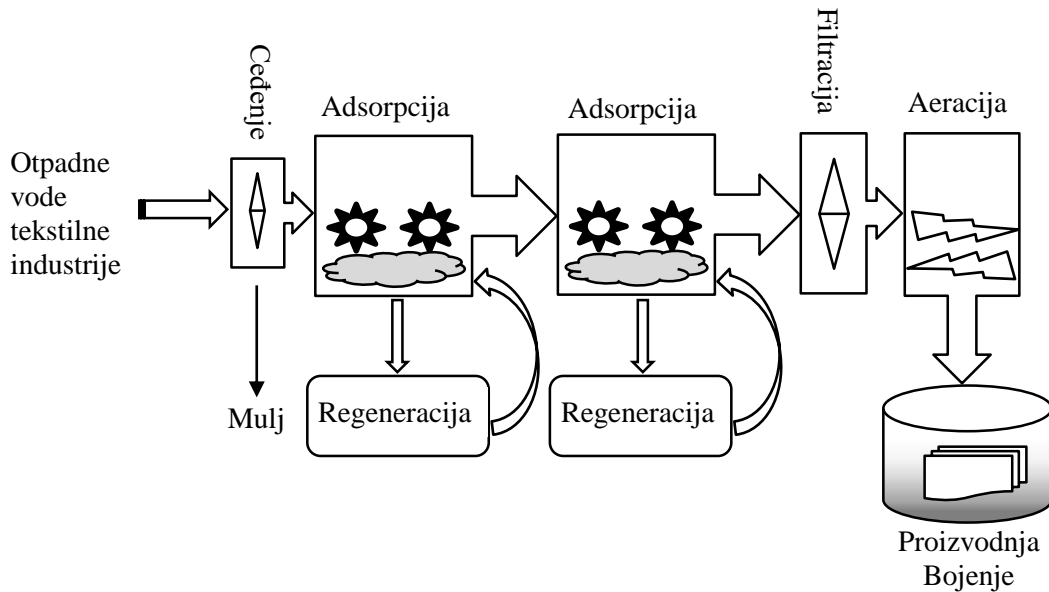 Otpadne
vode
tekstilne
industrije
Ceđenje
Mulj
Adsorpcija
Regeneracija
Adsorpcija
Regeneracija
Filtracija
Aeracija
Proizvodnja
Bojenje